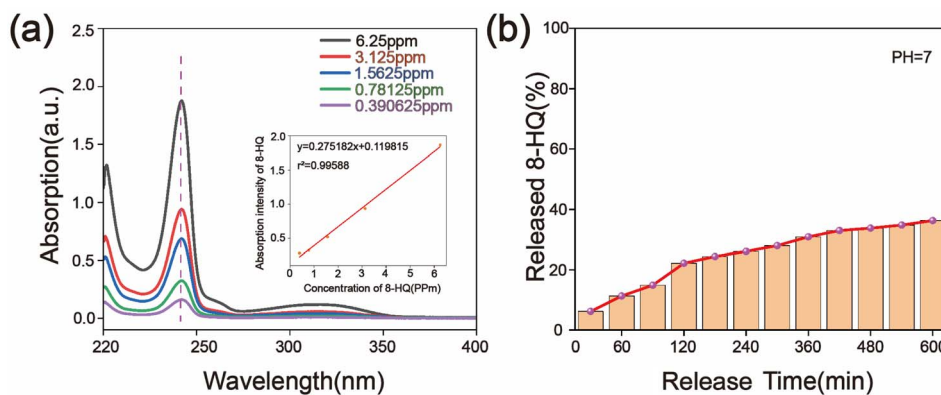 (a)
2.5
2.0
1.5
1.0
0.5
0.0
Absorption(a.u.)
220
250
300
350
400
Wavelength(nm)
6.25ppm
3.125ppm
1.5625ppm
0.78125ppm
0.390625ppm
2.0
1.5
1.0
0.5
Absorption intensity of 8-HQ
y=0.275182x+0.119815
r²=0.99588
0 1 2 3 4 5 6
Concentration of 8-HQ(PPm)
(b)
100
80
60
40
20
0
Released 8-HQ(%)
PH=7
0 60 120 240 360 480 600
Release Time(min)